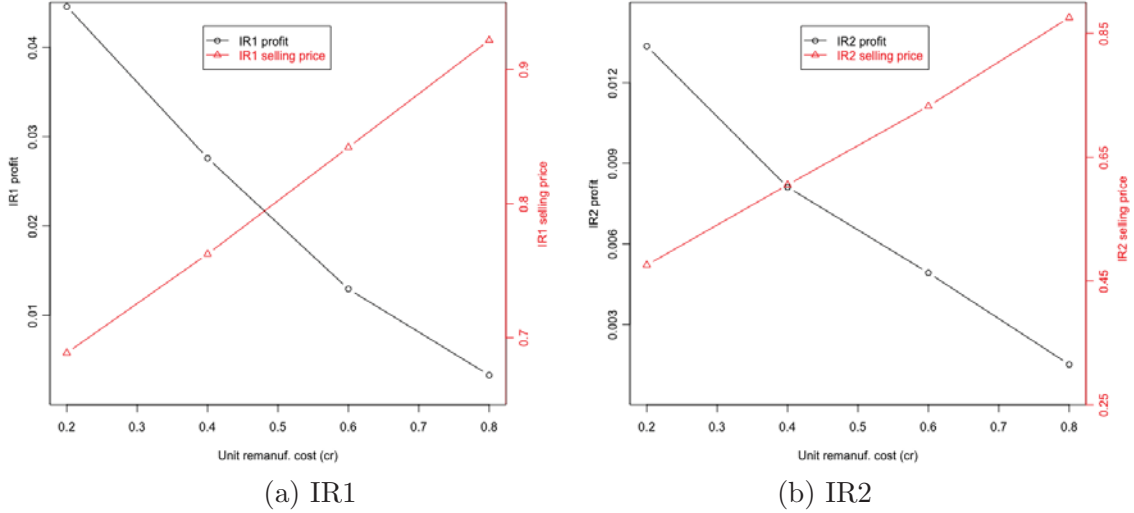 IR1 profit
IR1 selling price
IR1 profit
0.01 0.02 0.03 0.04
0.7 0.8 0.9
IR1 selling price
0.2 0.3 0.4 0.5 0.6 0.7 0.8
Unit remanuf. cost (cr)
(a) IR1
IR2 profit
IR2 selling price
IR2 profit
0.003 0.006 0.009 0.012
0.25 0.45 0.65 0.85
IR2 selling price
0.2 0.3 0.4 0.5 0.6 0.7 0.8
Unit remanuf. cost (cr)
(b) IR2